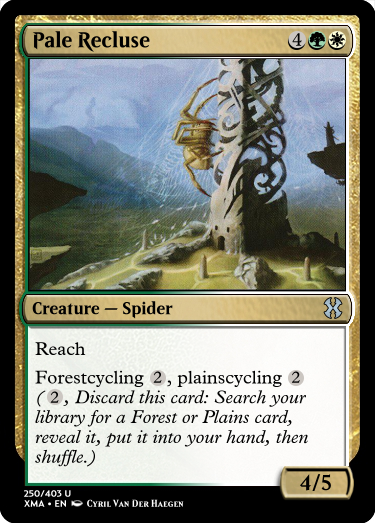 Pale Recluse 4
Creature — Spider
Reach
Forestcycling 2, plainscycling 2
(2, Discard this card: Search your
library for a Forest or Plains card,
reveal it, put it into your hand, then
shuffle.)
4/5
250/403 U
XMA • EN Cyril Van Der Haegen